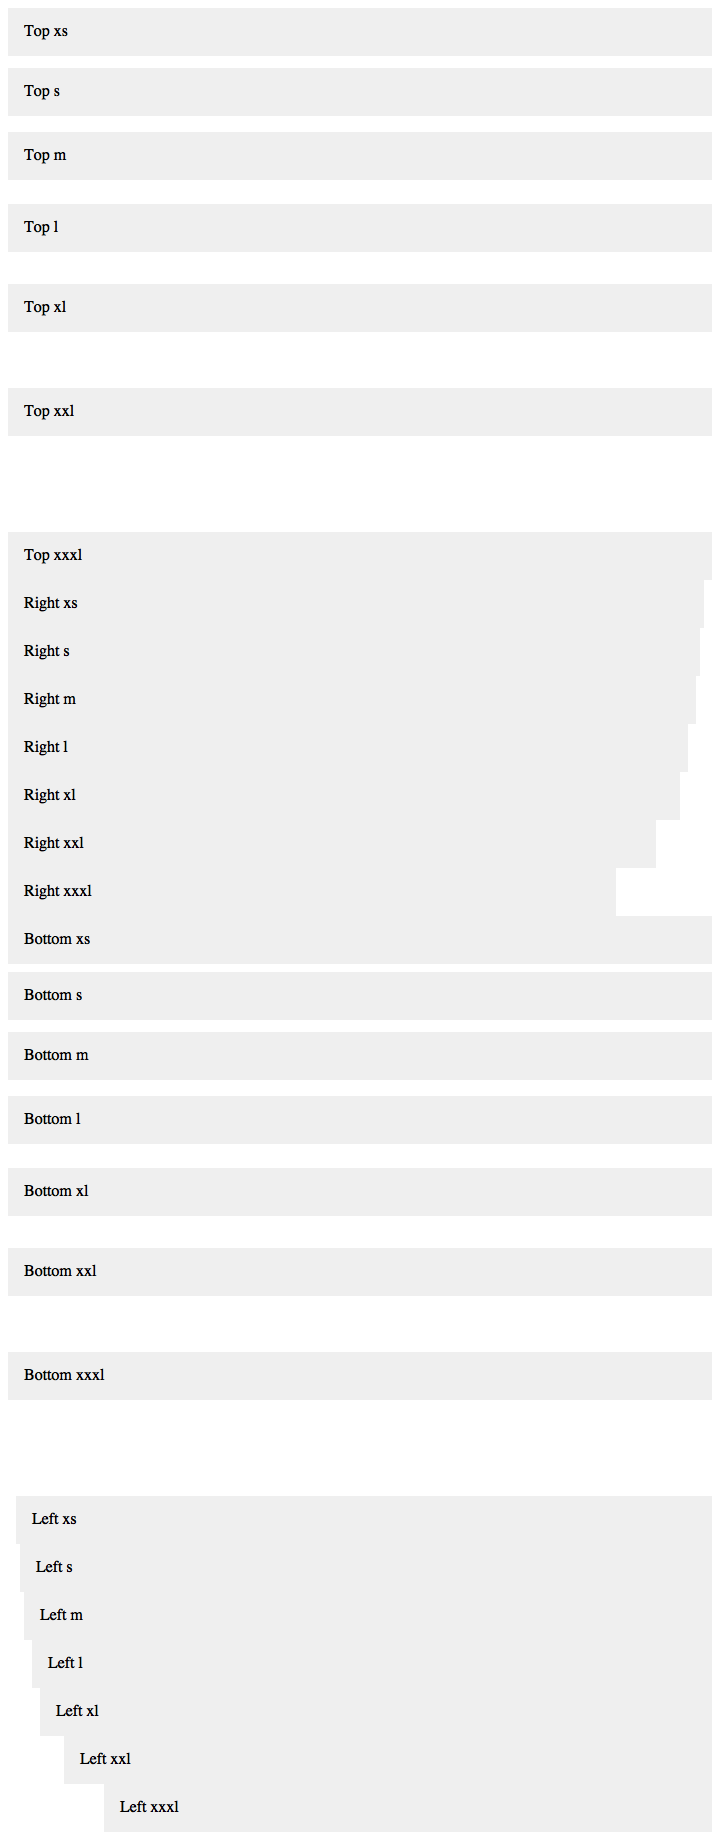 Top xs
Top s
Top m
Top l
Top xl
Top xxl
Top xxxl
Right xs
Right s
Right m
Right l
Right xl
Right xxl
Right xxxl
Bottom xs
Bottom s
Bottom m
Bottom l
Bottom xl
Bottom xxl
Bottom xxxl
Left xs
Left s
Left m
Left l
Left xl
Left xxl
Left xxxl